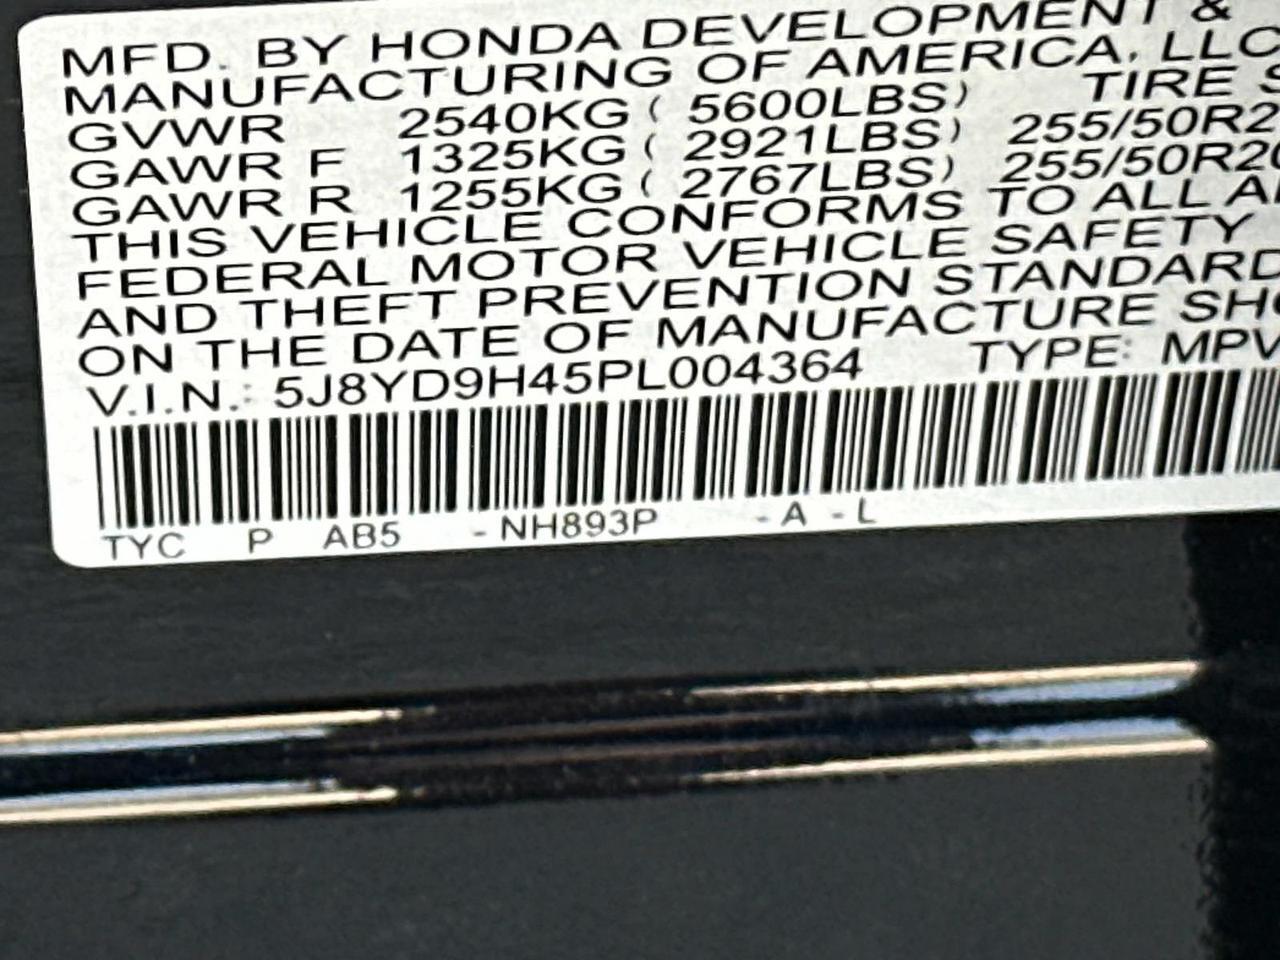 MFD. BY HONDA DEVELOPMENT &
MANUFACTURING OF AMERICA, LLC
TIRE S
GVWR 2540KG ( 5600LBS)
GAWR F 1325KG ( 2921LBS) 255/50R2
GAWR R 1255KG ( 2767LBS) 255/50R20
THIS VEHICLE CONFORMS TO ALL A
FEDERAL MOTOR VEHICLE SAFETY
AND THEFT PREVENTION STANDARD
ON THE DATE OF MANUFACTURE SHO
V.I.N.: 5J8YD9H45PL004364 TYPE: MPV
TYC P AB5 -NH893P -A -L